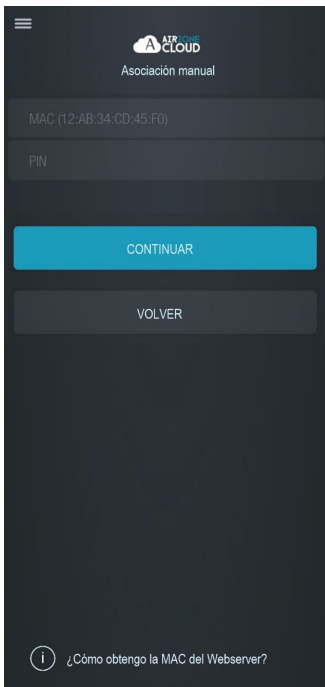 A AIRZONE
CLOUD
Asociación manual
MAC (12:AB:34:CD:45:F0)
PIN
CONTINUAR
VOLVER
i ¿Cómo obtengo la MAC del Webserver?